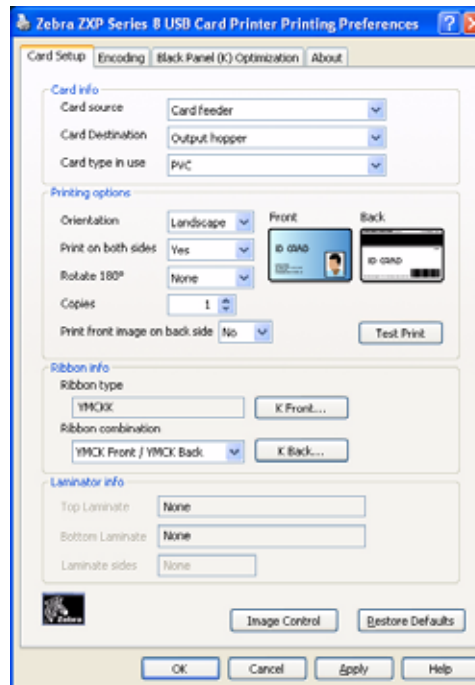 Zebra ZXP Series 8 USB Card Printer Printing Preferences
Card Setup Encoding Black Panel (K) Optimization About
Card info
Card source Card feeder
Card Destination Output hopper
Card type in use PVC
Printing options
Orientation Landscape Front Back
Print on both sides Yes ID CARD
Rotate 180° None ID CARD
Copies 1
Print front image on back side No Test Print
Ribbon info
Ribbon type
YMCKK K Front...
Ribbon combination
YMCK Front / YMCK Back K Back...
Laminator info
Top Laminate None
Bottom Laminate None
Laminate sides None
Zebra Image Control Restore Defaults
OK Cancel Apply Help